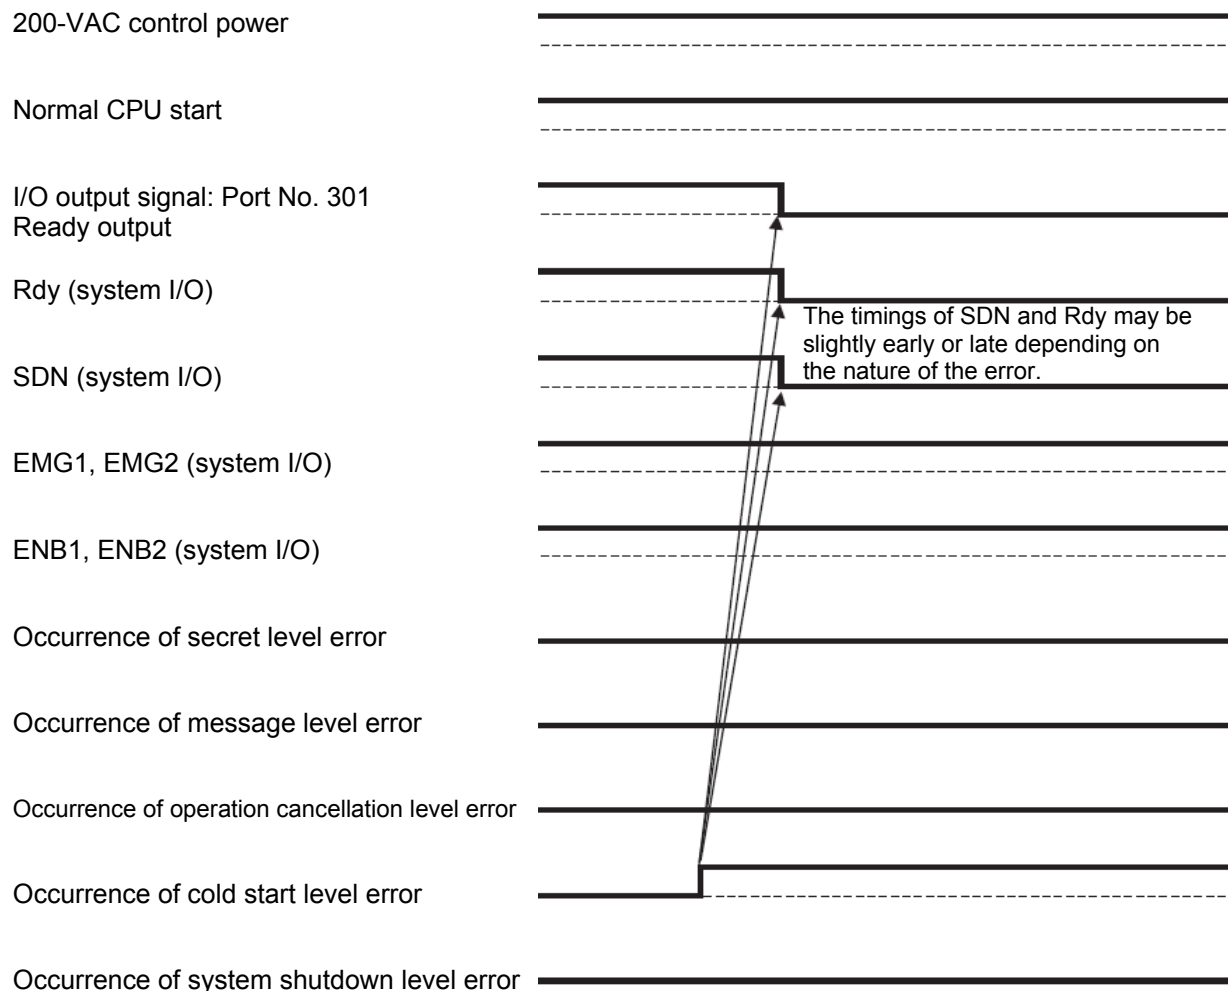 200-VAC control power
Normal CPU start
I/O output signal: Port No. 301
Ready output
Rdy (system I/O)
The timings of SDN and Rdy may be
slightly early or late depending on
the nature of the error.
SDN (system I/O)
EMG1, EMG2 (system I/O)
ENB1, ENB2 (system I/O)
Occurrence of secret level error
Occurrence of message level error
Occurrence of operation cancellation level error
Occurrence of cold start level error
Occurrence of system shutdown level error